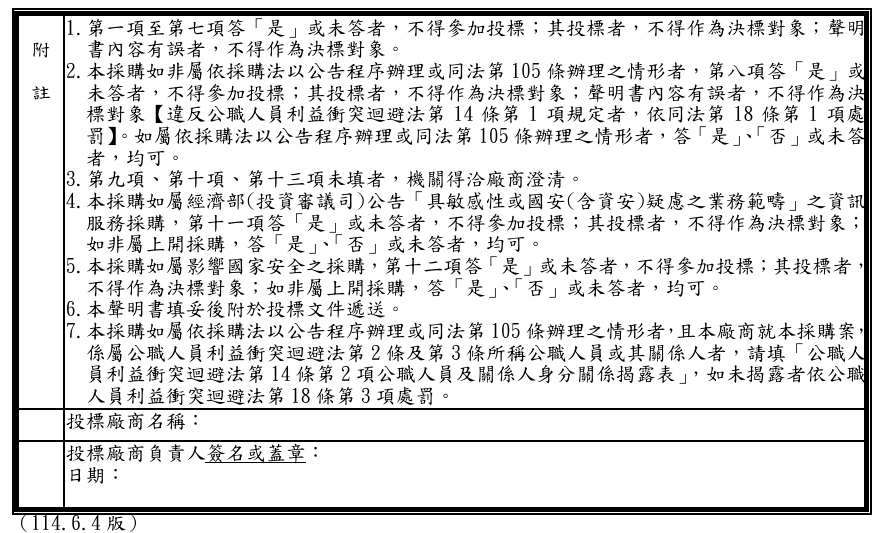 附
註
1.第一項至第七項答「是」或未答者，不得參加投標；其投標者，不得作為決標對象；聲明
書內容有誤者，不得作為決標對象。
2.本採購如非屬依採購法以公告程序辦理或同法第105條辦理之情形者，第八項答「是」或
未答者，不得參加投標；其投標者，不得作為決標對象；聲明書內容有誤者，不得作為決
標對象【違反公職人員利益衝突迴避法第14條第1項規定者，依同法第18條第1項處
罰】。如屬依採購法以公告程序辦理或同法第105條辦理之情形者，答「是」、「否」或未答
者，均可。
3.第九項、第十項、第十三項未填者，機關得洽廠商澄清。
4.本採購如屬經濟部(投資審議司)公告「具敏感性或國安(含資安)疑慮之業務範疇」之資訊
服務採購，第十一項答「是」或未答者，不得參加投標；其投標者，不得作為決標對象；
如非屬上開採購，答「是」、「否」或未答者，均可。
5.本採購如屬影響國家安全之採購，第十二項答「是」或未答者，不得參加投標；其投標者，
不得作為決標對象；如非屬上開採購，答「是」、「否」或未答者，均可。
6.本聲明書填妥後附於投標文件遞送。
7.本採購如屬依採購法以公告程序辦理或同法第105條辦理之情形者，且本廠商就本採購案，
係屬公職人員利益衝突迴避法第2條及第3條所稱公職人員或其關係人者，請填「公職人
員利益衝突迴避法第14條第2項公職人員及關係人身分關係揭露表」，如未揭露者依公職
人員利益衝突迴避法第18條第3項處罰。
投標廠商名稱：
投標廠商負責人簽名或蓋章：
日期：
（114.6.4版）